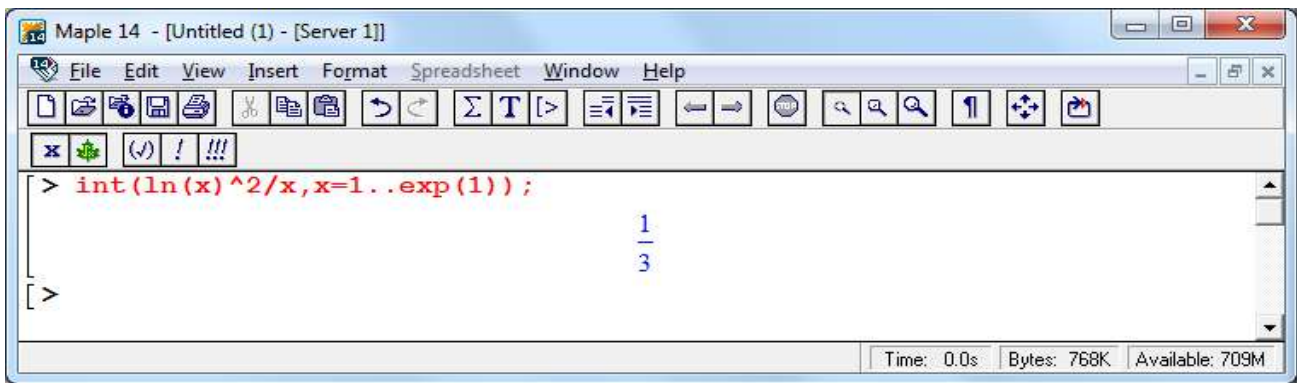 Maple 14 - [Untitled (1) - [Server 1]]
File Edit View Insert Format Spreadsheet Window Help
> int(ln(x)^2/x,x=1..exp(1));
1
3
>
Time: 0.0s Bytes: 768K Available: 709M